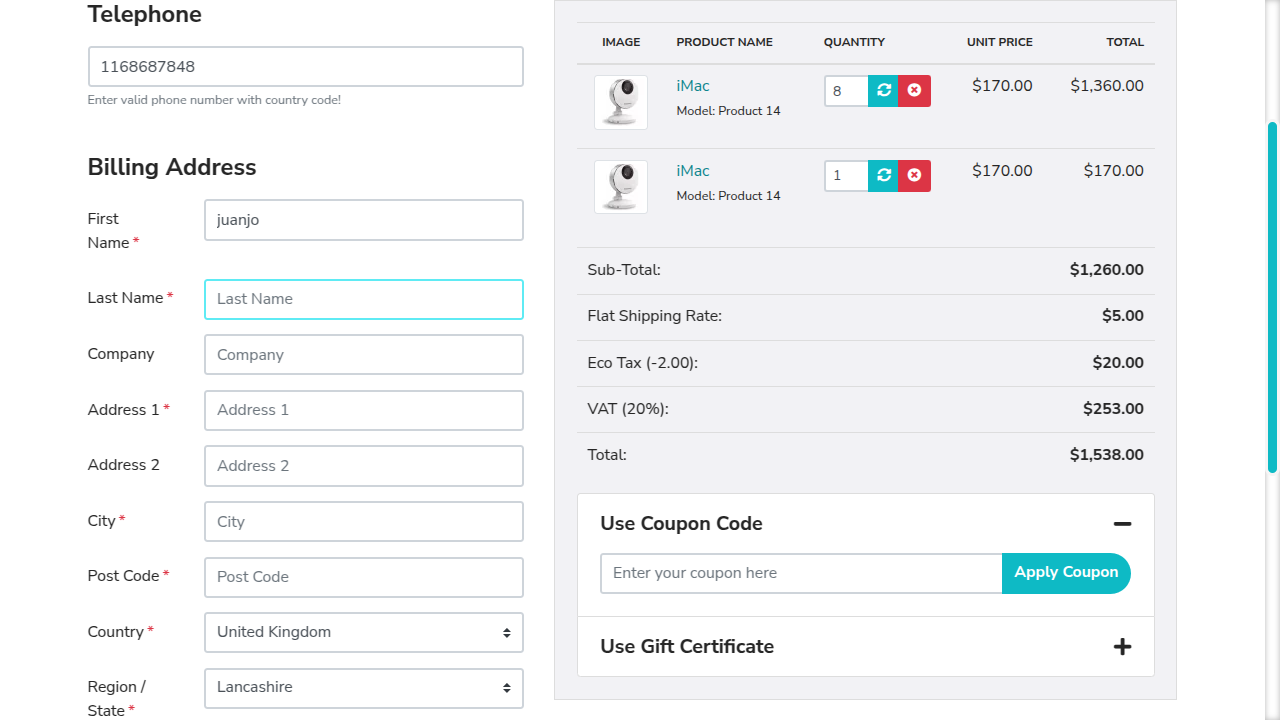 Telephone
1168687848
Enter valid phone number with country code!
Billing Address
First
Name *
juanjo
Last Name *
Last Name
Company
Company
Address 1 *
Address 1
Address 2
Address 2
City *
City
Post Code *
Post Code
Country *
United Kingdom
Region /
State *
Lancashire
IMAGE PRODUCT NAME QUANTITY UNIT PRICE TOTAL
iMac 8 $170.00 $1,360.00
Model: Product 14
iMac 1 $170.00 $170.00
Model: Product 14
Sub-Total: $1,260.00
Flat Shipping Rate: $5.00
Eco Tax (-2.00): $20.00
VAT (20%): $253.00
Total: $1,538.00
Use Coupon Code
Enter your coupon here Apply Coupon
Use Gift Certificate